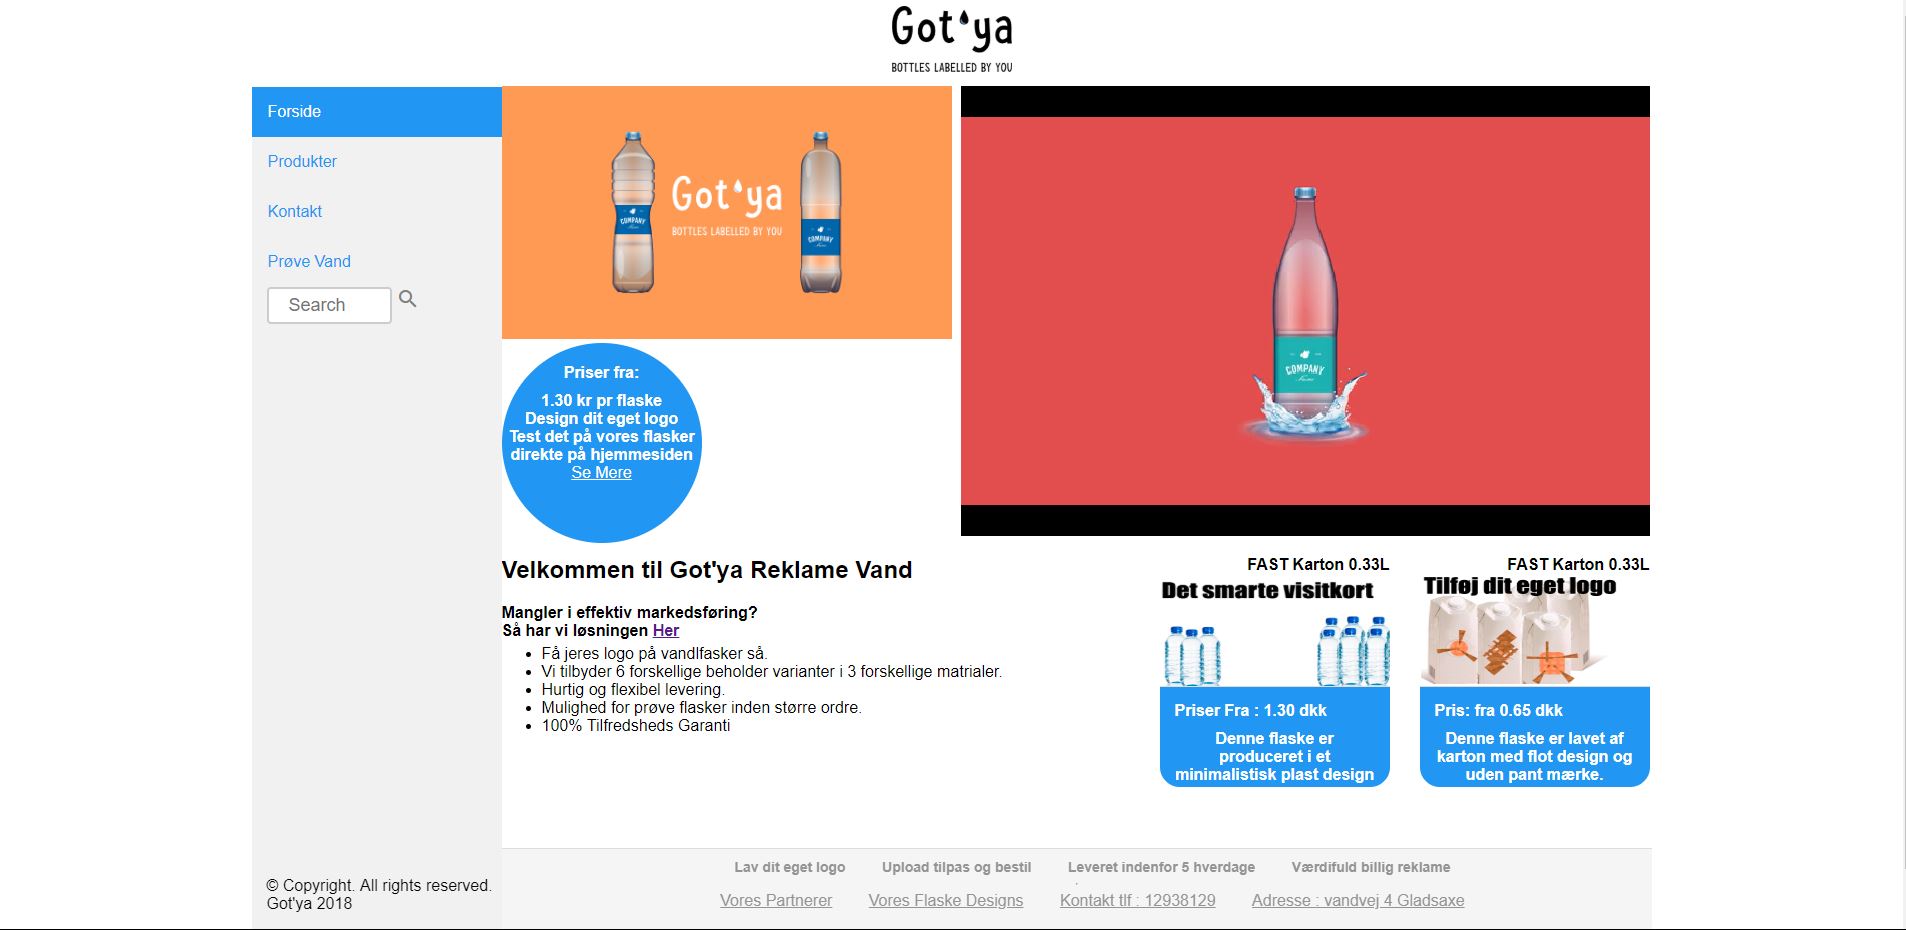 Got'ya
BOTTLES LABELLED BY YOU
Forside
Produkter
Kontakt
Prøve Vand
Search
COMPANY
Name
Got'ya
BOTTLES LABELLED BY YOU
COMPANY
Name
COMPANY
Name
Priser fra:
1.30 kr pr flaske
Design dit eget logo
Test det på vores flasker
direkte på hjemmesiden
Se Mere
Velkommen til Got'ya Reklame Vand
Mangler i effektiv markedsføring?
Så har vi løsningen Her
Få jeres logo på vandlfasker så.
Vi tilbyder 6 forskellige beholder varianter i 3 forskellige matrialer.
Hurtig og flexibel levering.
Mulighed for prøve flasker inden større ordre.
100% Tilfredsheds Garanti
FAST Karton 0.33L
Det smarte visitkort
Priser Fra : 1.30 dkk
Denne flaske er
produceret i et
minimalistisk plast design
FAST Karton 0.33L
Tilføj dit eget logo
Pris: fra 0.65 dkk
Denne flaske er lavet af
karton med flot design og
uden pant mærke.
© Copyright. All rights reserved.
Got'ya 2018
Lav dit eget logo
Upload tilpas og bestil
Leveret indenfor 5 hverdage
Værdifuld billig reklame
Vores Partnerer
Vores Flaske Designs
Kontakt tlf : 12938129
Adresse : vandvej 4 Gladsaxe